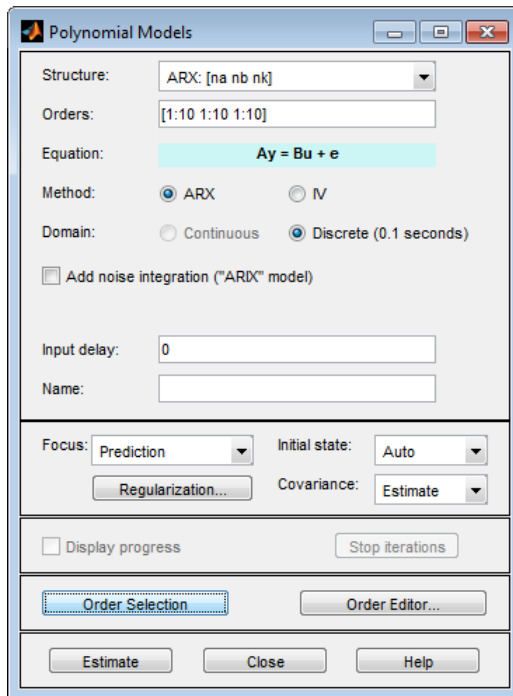 Polynomial Models
Structure: ARX: [na nb nk]
Orders: [1:10 1:10 1:10]
Equation: Ay = Bu + e
Method: ARX IV
Domain: Continuous Discrete (0.1 seconds)
Add noise integration ("ARIX" model)
Input delay: 0
Name:
Focus: Prediction Initial state: Auto
Regularization... Covariance: Estimate
Display progress Stop iterations
Order Selection Order Editor...
Estimate Close Help